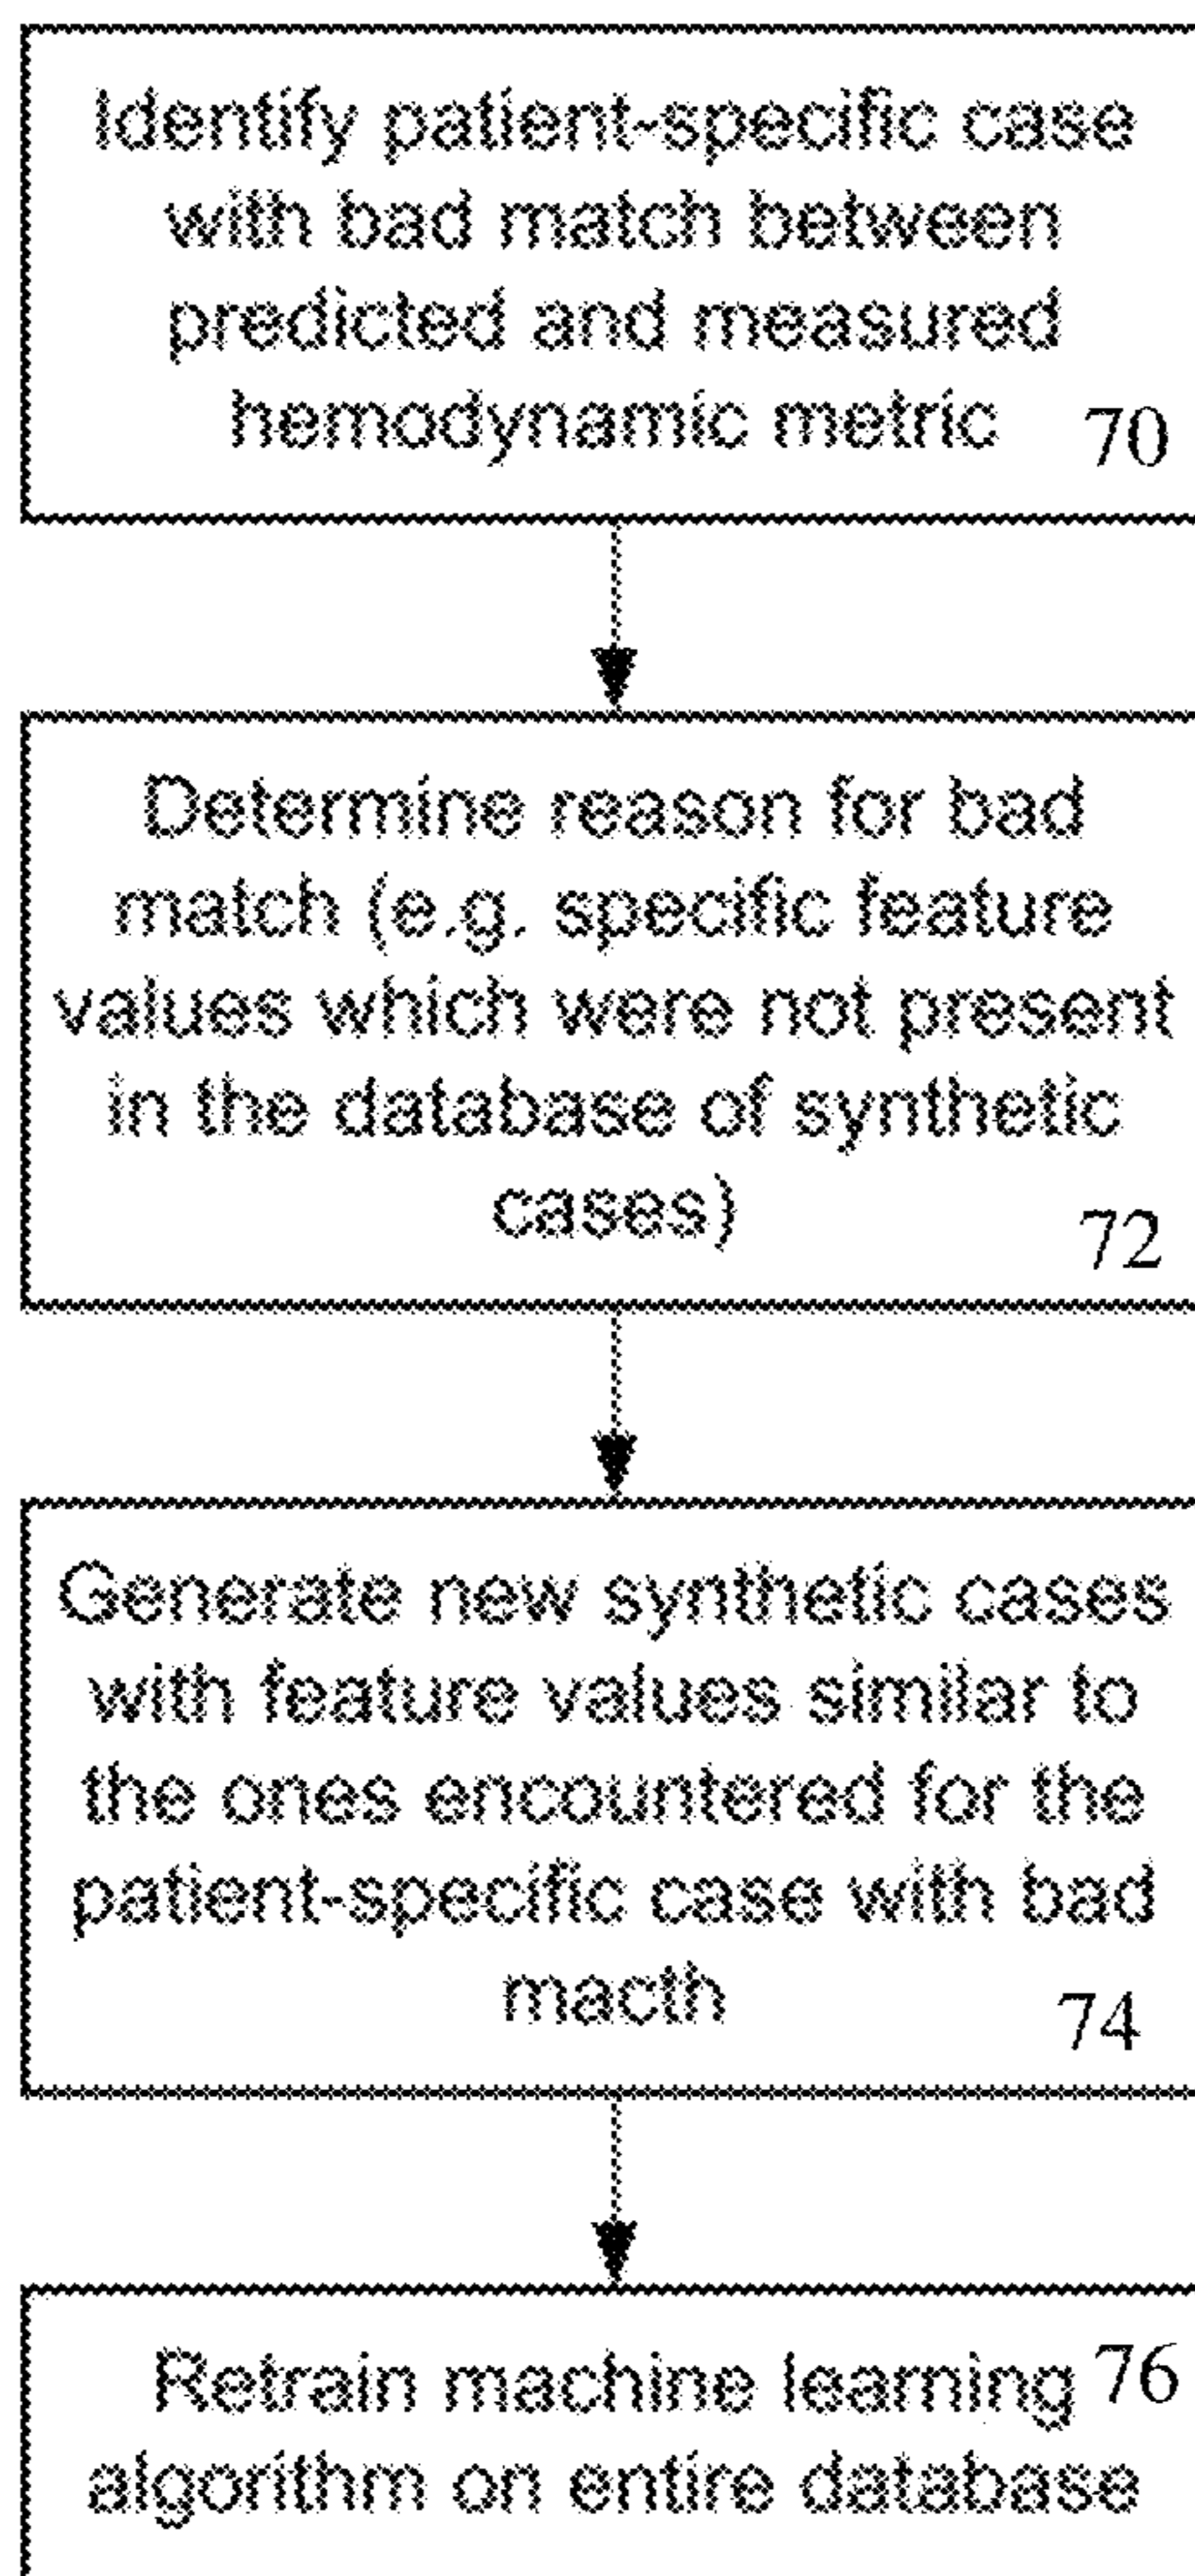 Identify patient-specific case
with bad match between
predicted and measured
hemodynamic metric
70
Determine reason for bad
match (e.g. specific feature
values which were not present
in the database of synthetic
cases)
72
Generate new synthetic cases
with feature values similar to
the ones encountered for the
patient-specific case with bad
macth
74
Retrain machine learning 76
algorithm on entire database